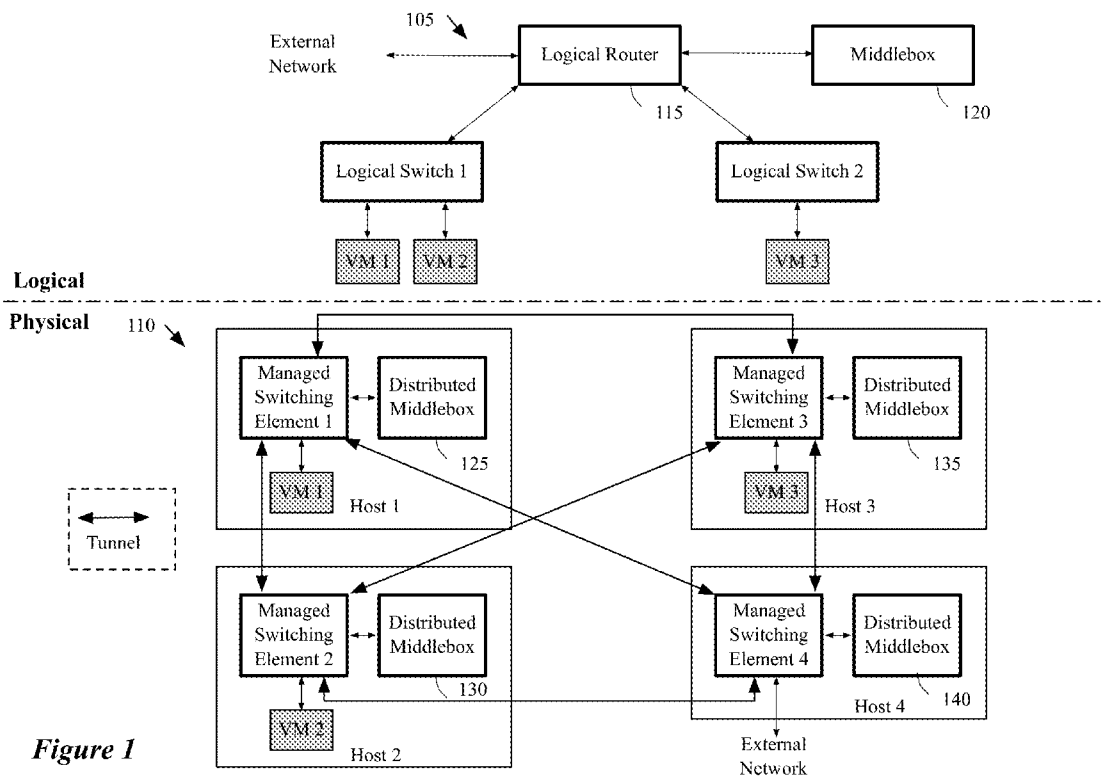 105
External
Network
Logical Router
Middlebox
115
120
Logical Switch 1
Logical Switch 2
VM 1
VM 2
VM 3
Logical
Physical
110
Managed
Switching
Element 1
Distributed
Middlebox
125
VM 1
Host 1
Managed
Switching
Element 3
Distributed
Middlebox
135
VM 3
Host 3
Tunnel
Managed
Switching
Element 2
Distributed
Middlebox
130
VM 2
Host 2
Managed
Switching
Element 4
Distributed
Middlebox
140
Host 4
External
Network
Figure 1